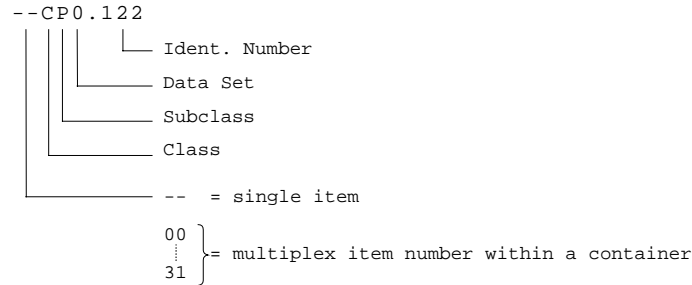 --CP0.122
Ident. Number
Data Set
Subclass
Class
-- = single item
00
31
= multiplex item number within a container